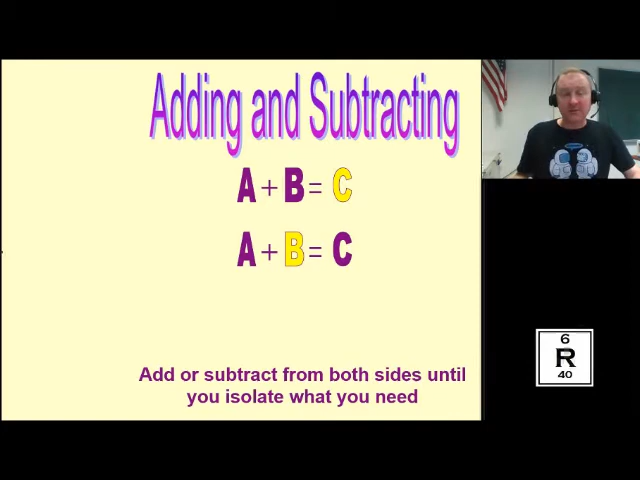 Adding and Subtracting
A + B = C
A + B = C
Add or subtract from both sides until
you isolate what you need
6
R
40